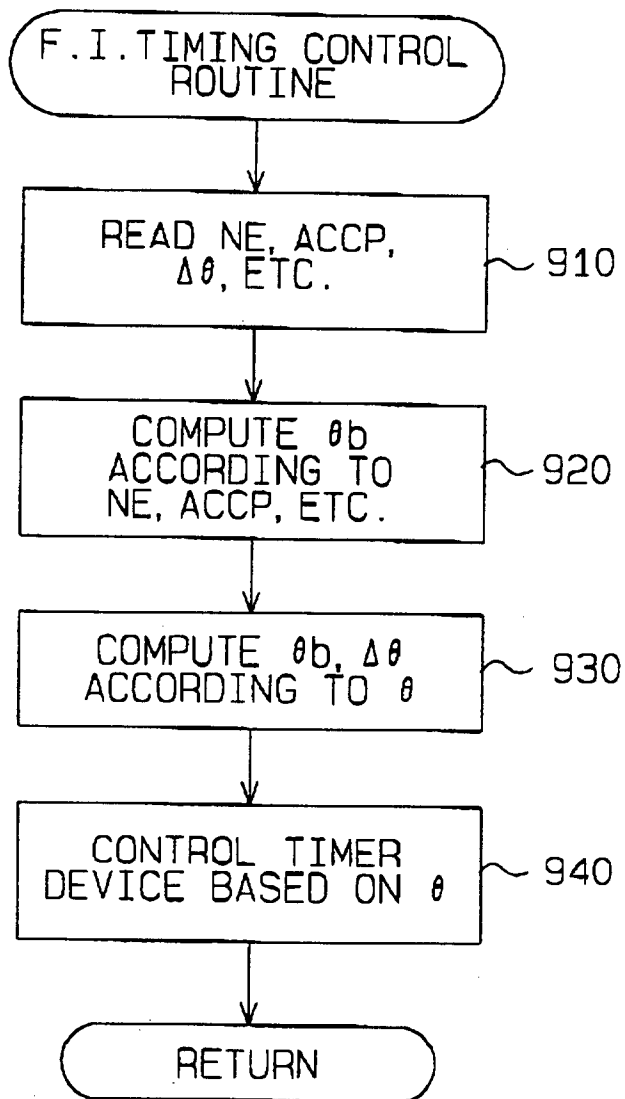 F.I.TIMING CONTROL
ROUTINE
READ NE, ACCP,
Δθ, ETC.
910
COMPUTE θb
ACCORDING TO
NE, ACCP, ETC.
920
COMPUTE θb, Δθ
ACCORDING TO θ
930
CONTROL TIMER
DEVICE BASED ON θ
940
RETURN